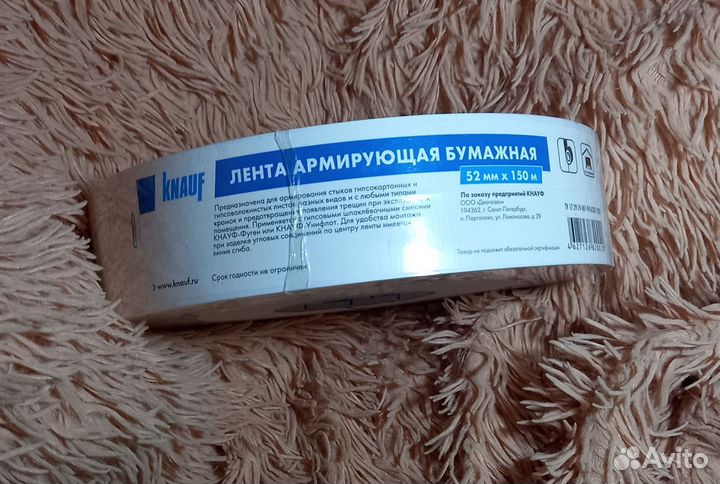 KNAUF
ЛЕНТА АРМИРУЮЩАЯ БУМАЖНАЯ
52 мм х 150 м
Предназначена для армирования стыков гипсокартонных и
гипсоволокнистых листов разных видов и с любыми типами
кромок и предотвращения появления трещин при эксплуатации
помещения. Применяется с гипсовыми шпаклёвочными смесями
КНАУФ-Фуген или КНАУФ-Унифлот. Для удобства монтажа
при заделке угловых соединений по центру ленты имеется
линия сгиба.
Срок годности не ограничен
www.knauf.ru
По заказу предприятий КНАУФ
ООО «Диапазон»
194362, г. Санкт-Петербург,
п. Парголово, ул. Ломоносова, д. 29
Товар не подлежит обязательной сертификации
Avito